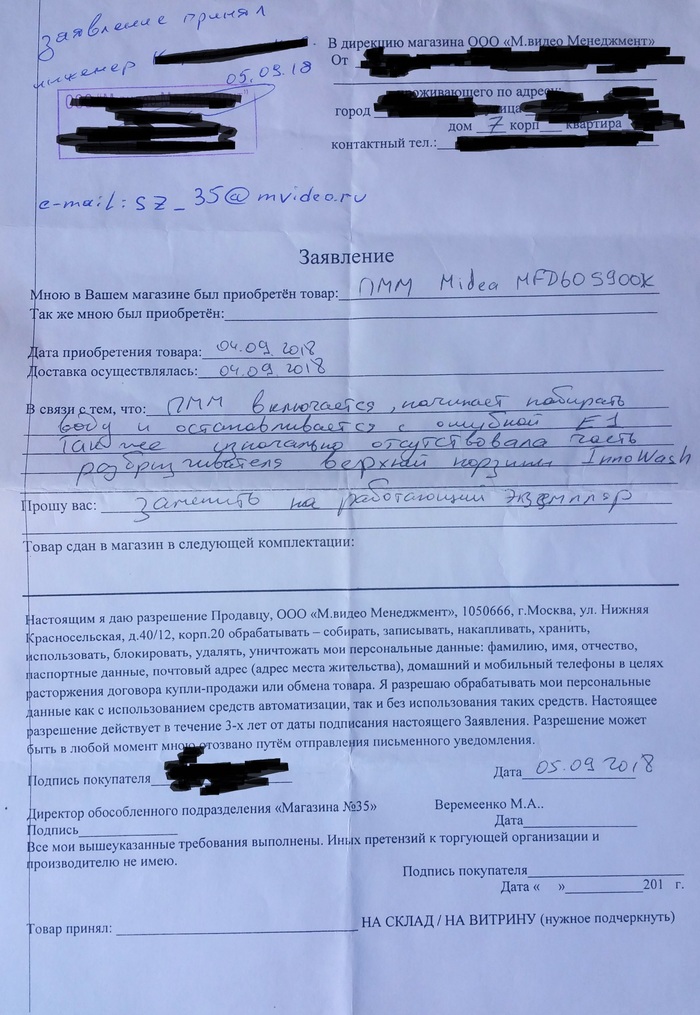 заявление принял
инженер К
05.09.18
ООО "М
e-mail: sz_35@mvideo.ru
В дирекцию магазина ООО «М.видео Менеджмент»
От
роживающего по адресу:
город лица
дом 7 корп квартира
контактный тел.:
Заявление
Мною в Вашем магазине был приобретён товар: ПММ Midea MFD60S900X
Так же мною был приобретён:
Дата приобретения товара: 04.09.2018
Доставка осуществлялась: 04.09.2018
В связи с тем, что: ПММ включается, начинает набирать
воду и останавливается с ошибкой E1
Также изначально отсутствовала часть
разбрызгивателя верхней корзины InnoWash
Прошу вас: заменить на работающий экземпляр
Товар сдан в магазин в следующей комплектации:
Настоящим я даю разрешение Продавцу, ООО «М.видео Менеджмент», 1050666, г.Москва, ул. Нижняя
Красносельская, д.40/12, корп.20 обрабатывать – собирать, записывать, накапливать, хранить,
использовать, блокировать, удалять, уничтожать мои персональные данные: фамилию, имя, отчество,
паспортные данные, почтовый адрес (адрес места жительства), домашний и мобильный телефоны в целях
расторжения договора купли-продажи или обмена товара. Я разрешаю обрабатывать мои персональные
данные как с использованием средств автоматизации, так и без использования таких средств. Настоящее
разрешение действует в течение 3-х лет от даты подписания настоящего Заявления. Разрешение может
быть в любой момент мною отозвано путём отправления письменного уведомления.
Подпись покупателя Дата 05.09.2018
Директор обособленного подразделения «Магазина №35» Веремеенко М.А..
Подпись Дата
Все мои вышеуказанные требования выполнены. Иных претензий к торгующей организации и
производителю не имею.
Подпись покупателя
Дата « » 201 г.
Товар принял: НА СКЛАД / НА ВИТРИНУ (нужное подчеркнуть)